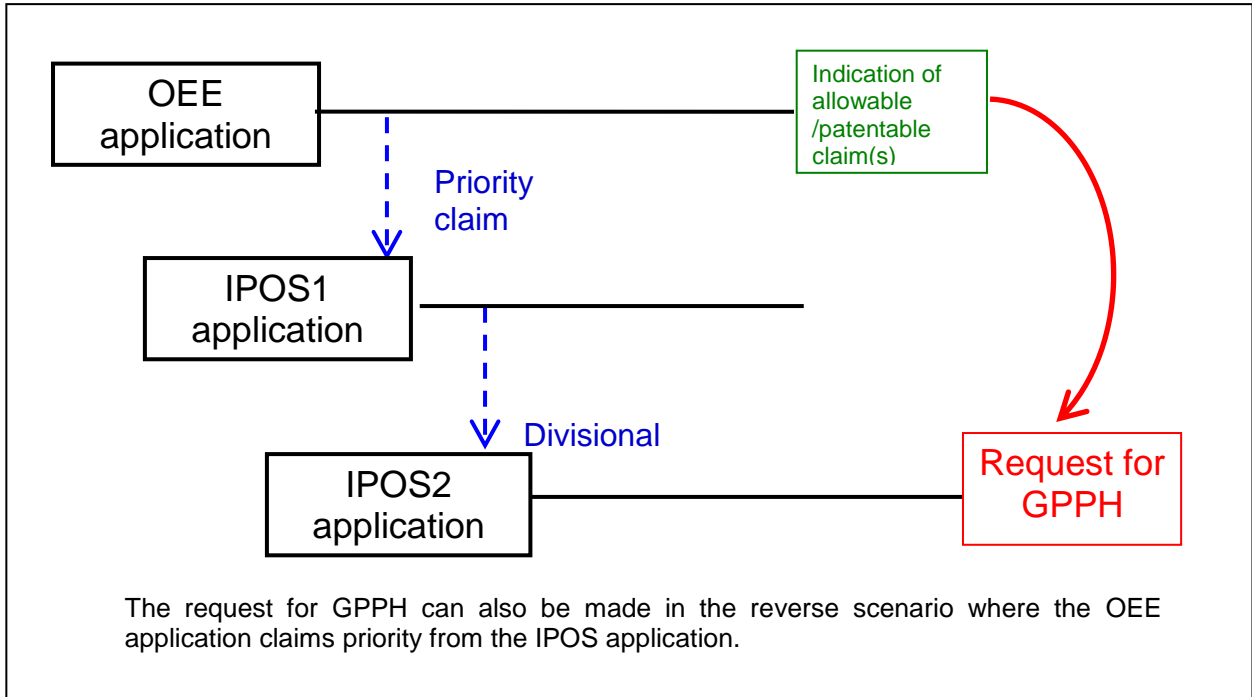 OEE
application
Indication of
allowable
/patentable
claim(s)
Priority
claim
IPOS1
application
Divisional
IPOS2
application
Request for
GPPH
The request for GPPH can also be made in the reverse scenario where the OEE
application claims priority from the IPOS application.